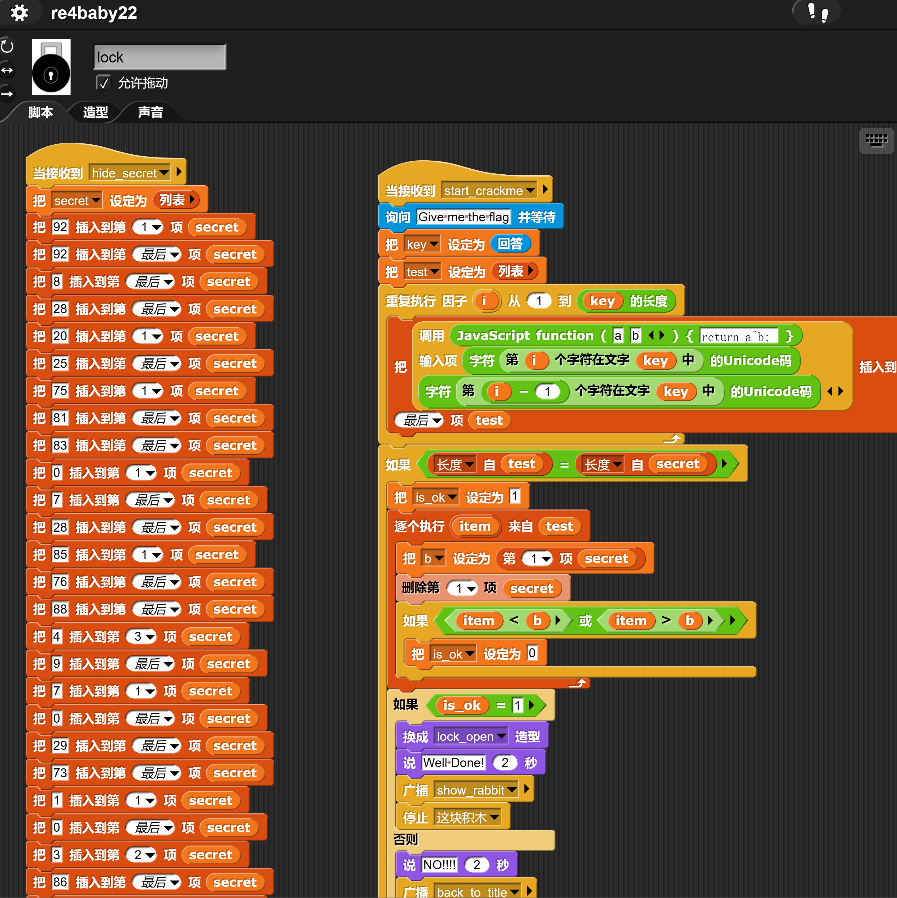 re4baby22
lock
允许拖动
脚本 造型 声音
当接收到 hide_secret
把 secret 设定为 列表
把 92 插入到第 1 项 secret
把 92 插入到第 最后 项 secret
把 8 插入到第 最后 项 secret
把 28 插入到第 最后 项 secret
把 20 插入到第 1 项 secret
把 25 插入到第 最后 项 secret
把 75 插入到第 1 项 secret
把 81 插入到第 最后 项 secret
把 83 插入到第 最后 项 secret
把 0 插入到第 1 项 secret
把 7 插入到第 最后 项 secret
把 28 插入到第 最后 项 secret
把 85 插入到第 1 项 secret
把 76 插入到第 最后 项 secret
把 88 插入到第 最后 项 secret
把 4 插入到第 3 项 secret
把 9 插入到第 最后 项 secret
把 7 插入到第 1 项 secret
把 0 插入到第 最后 项 secret
把 29 插入到第 最后 项 secret
把 73 插入到第 最后 项 secret
把 1 插入到第 1 项 secret
把 0 插入到第 最后 项 secret
把 3 插入到第 2 项 secret
把 86 插入到第 最后 项 secret
当接收到 start_crackme
询问 Give·me·the·flag 并等待
把 key 设定为 回答
把 test 设定为 列表
重复执行 因子 i 从 1 到 key 的长度
调用 JavaScript function ( a b ) { return a^b; }
把 输入项 字符 第 i 个字符在文字 key 中 的Unicode码 插入到
字符 第 i - 1 个字符在文字 key 中 的Unicode码
最后 项 test
如果 长度 自 test = 长度 自 secret
把 is_ok 设定为 1
逐个执行 item 来自 test
把 b 设定为 第 1 项 secret
删除第 1 项 secret
如果 item < b 或 item > b
把 is_ok 设定为 0
如果 is_ok = 1
换成 lock_open 造型
说 Well·Done! 2 秒
广播 show_rabbit
停止 这块积木
否则
说 NO!!!! 2 秒
广播 back_to_title